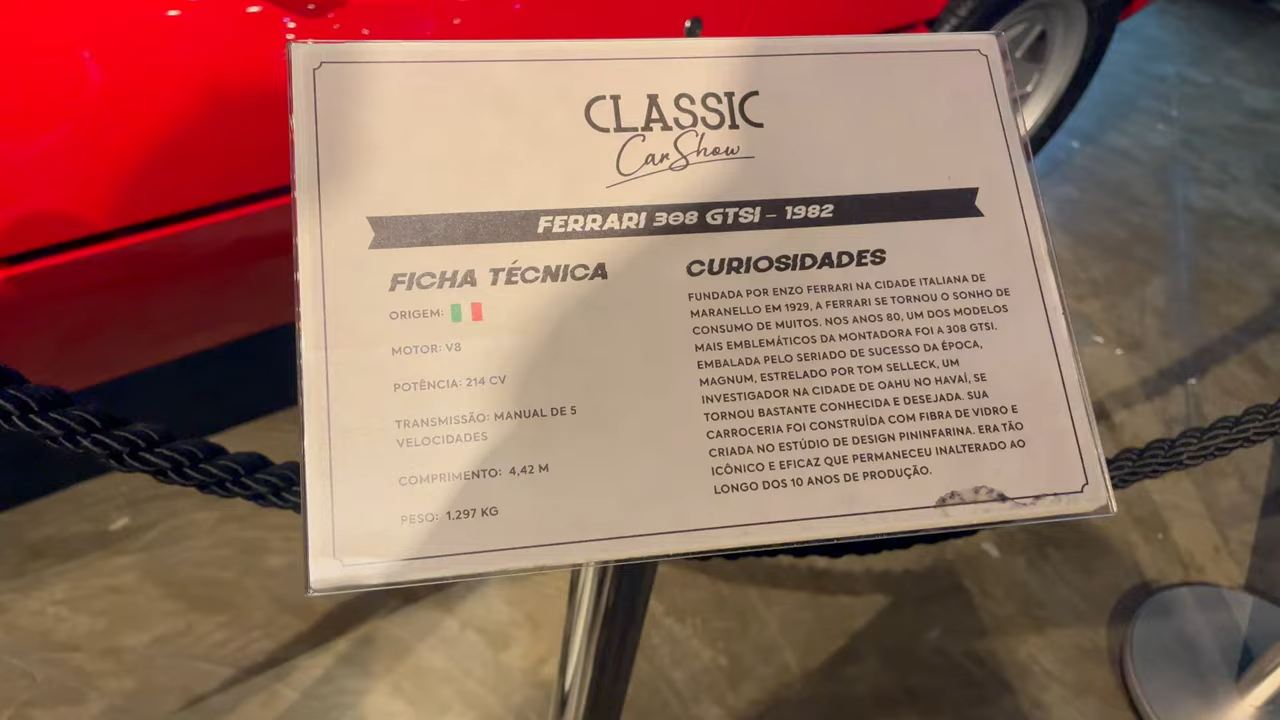 CLASSIC
Car Show
FERRARI 308 GTSI – 1982
FICHA TÉCNICA
ORIGEM:
MOTOR: V8
POTÊNCIA: 214 CV
TRANSMISSÃO: MANUAL DE 5
VELOCIDADES
COMPRIMENTO: 4,42 M
PESO: 1.297 KG
CURIOSIDADES
FUNDADA POR ENZO FERRARI NA CIDADE ITALIANA DE
MARANELLO EM 1929, A FERRARI SE TORNOU O SONHO DE
CONSUMO DE MUITOS. NOS ANOS 80, UM DOS MODELOS
MAIS EMBLEMÁTICOS DA MONTADORA FOI A 308 GTSI.
EMBALADA PELO SERIADO DE SUCESSO DA ÉPOCA,
MAGNUM, ESTRELADO POR TOM SELLECK, UM
INVESTIGADOR NA CIDADE DE OAHU NO HAVAÍ, SE
TORNOU BASTANTE CONHECIDA E DESEJADA. SUA
CARROCERIA FOI CONSTRUÍDA COM FIBRA DE VIDRO E
CRIADA NO ESTÚDIO DE DESIGN PININFARINA. ERA TÃO
ICÔNICO E EFICAZ QUE PERMANECEU INALTERADO AO
LONGO DOS 10 ANOS DE PRODUÇÃO.